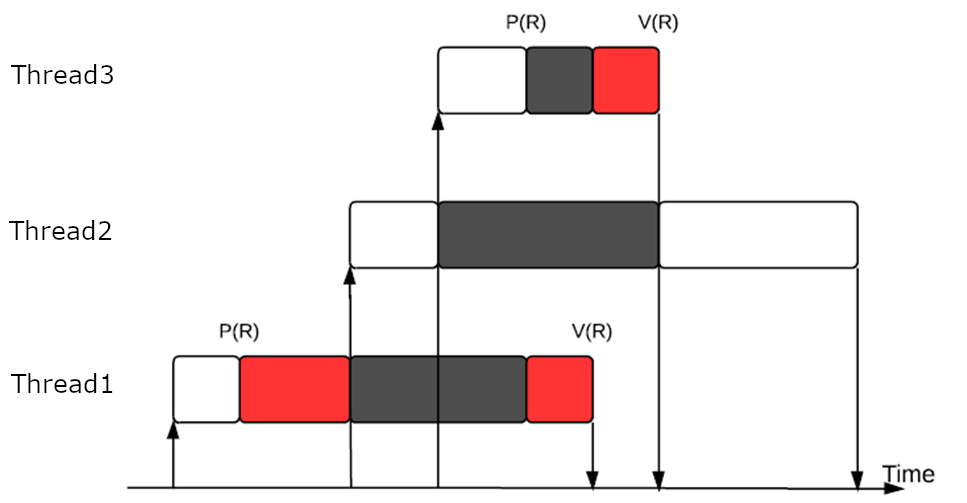 P(R) V(R)
Thread3
Thread2
P(R) V(R)
Thread1
Time